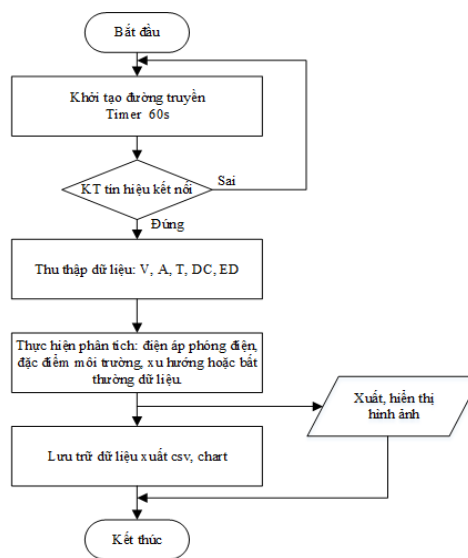 Bắt đầu
Khởi tạo đường truyền
Timer 60s
KT tin hiệu kết nối
Sai
Đúng
Thu thập dữ liệu: V, A, T, DC, ED
Thực hiện phân tích: điện áp phóng điện,
đặc điểm môi trường, xu hướng hoặc bất
thường dữ liệu.
Xuất, hiển thị
hình ảnh
Lưu trữ dữ liệu xuất csv, chart
Kết thúc